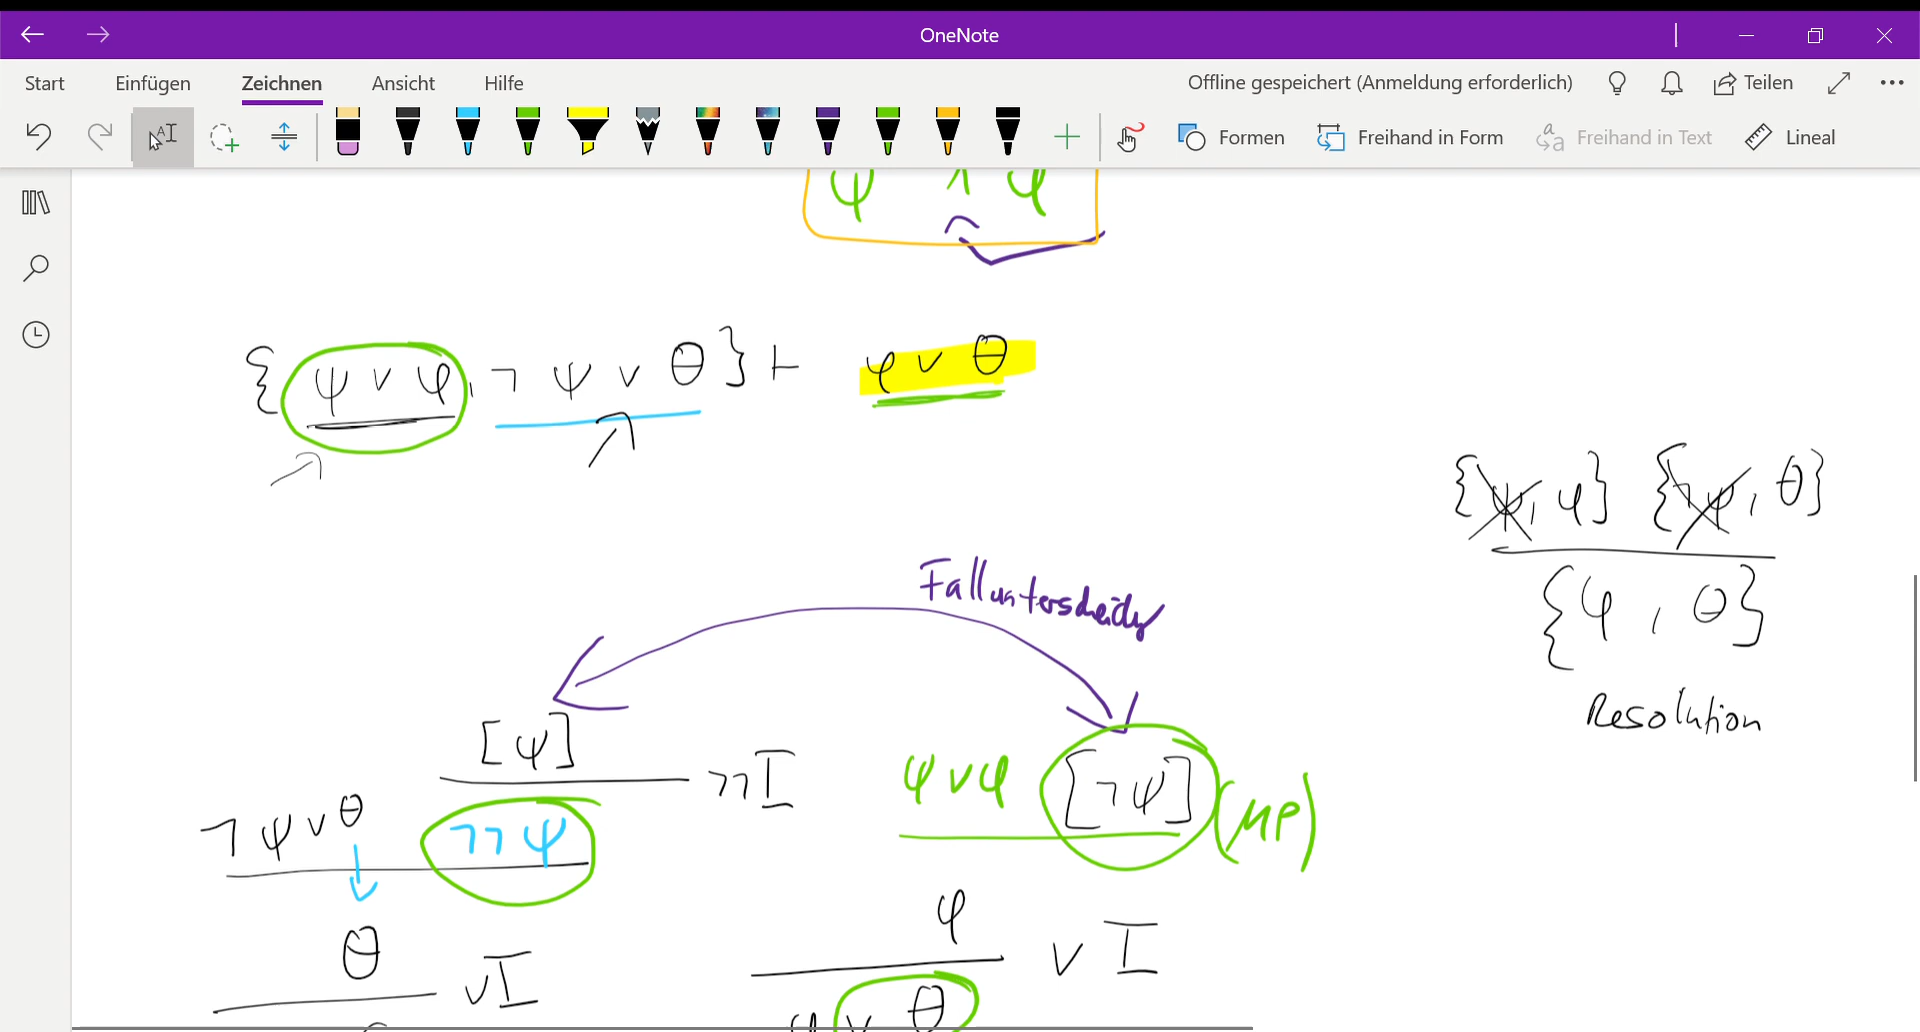 OneNote
Start Einfügen Zeichnen Ansicht Hilfe Offline gespeichert (Anmeldung erforderlich) Teilen
Formen Freihand in Form Freihand in Text Lineal
ψ ∧ φ
{ψ ∨ φ, ¬ψ ∨ θ} ⊢ φ ∨ θ
{ψ, φ} {¬ψ, θ}
{φ, θ}
Resolution
Fallunterscheidg
[ψ] ¬¬I
ψ∨φ [¬ψ] (MP)
¬ψ∨θ ¬¬ψ
φ ∨I
θ ∨I
φ ∨ θ